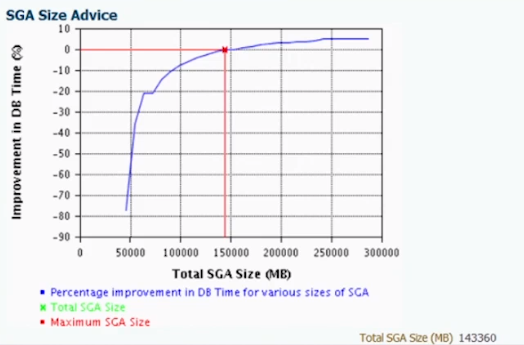 SGA Size Advice
Improvement in DB Time (%)
10
0
-10
-20
-30
-40
-50
-60
-70
-80
-90
0 50000 100000 150000 200000 250000 300000
Total SGA Size (MB)
Percentage improvement in DB Time for various sizes of SGA
Total SGA Size
Maximum SGA Size
Total SGA Size (MB) 143360